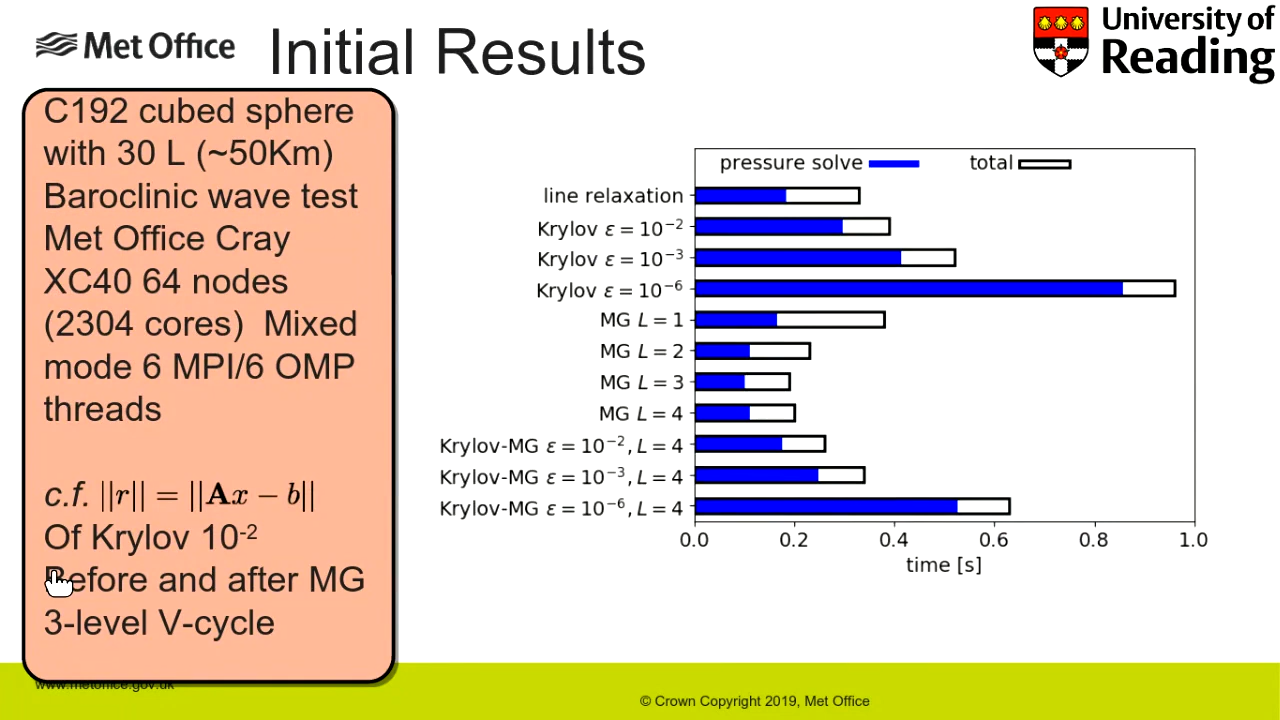 Met Office
Initial Results
University of
Reading
C192 cubed sphere
with 30 L (~50Km)
Baroclinic wave test
Met Office Cray
XC40 64 nodes
(2304 cores)  Mixed
mode 6 MPI/6 OMP
threads
c.f. ||r|| = ||Ax − b||
Of Krylov 10⁻²
Before and after MG
3-level V-cycle
pressure solve
total
line relaxation
Krylov ε = 10⁻²
Krylov ε = 10⁻³
Krylov ε = 10⁻⁶
MG L = 1
MG L = 2
MG L = 3
MG L = 4
Krylov-MG ε = 10⁻², L = 4
Krylov-MG ε = 10⁻³, L = 4
Krylov-MG ε = 10⁻⁶, L = 4
0.0 0.2 0.4 0.6 0.8 1.0
time [s]
www.metoffice.gov.uk
© Crown Copyright 2019, Met Office